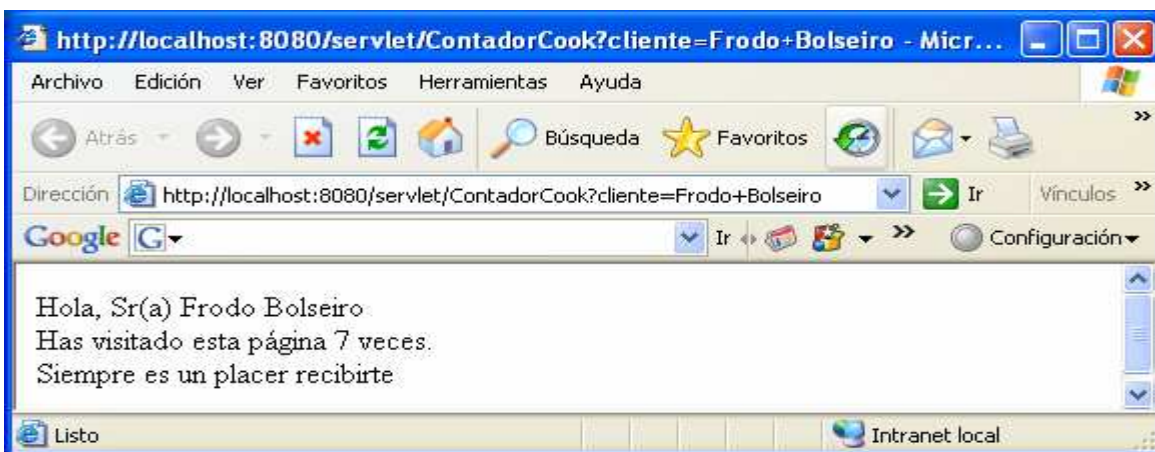 http://localhost:8080/servlet/ContadorCook?cliente=Frodo+Bolseiro - Micr...
Archivo Edición Ver Favoritos Herramientas Ayuda
Atrás Búsqueda Favoritos »
Dirección http://localhost:8080/servlet/ContadorCook?cliente=Frodo+Bolseiro Ir Vínculos »
Google G Ir » Configuración
Hola, Sr(a) Frodo Bolseiro
Has visitado esta página 7 veces.
Siempre es un placer recibirte
Listo Intranet local